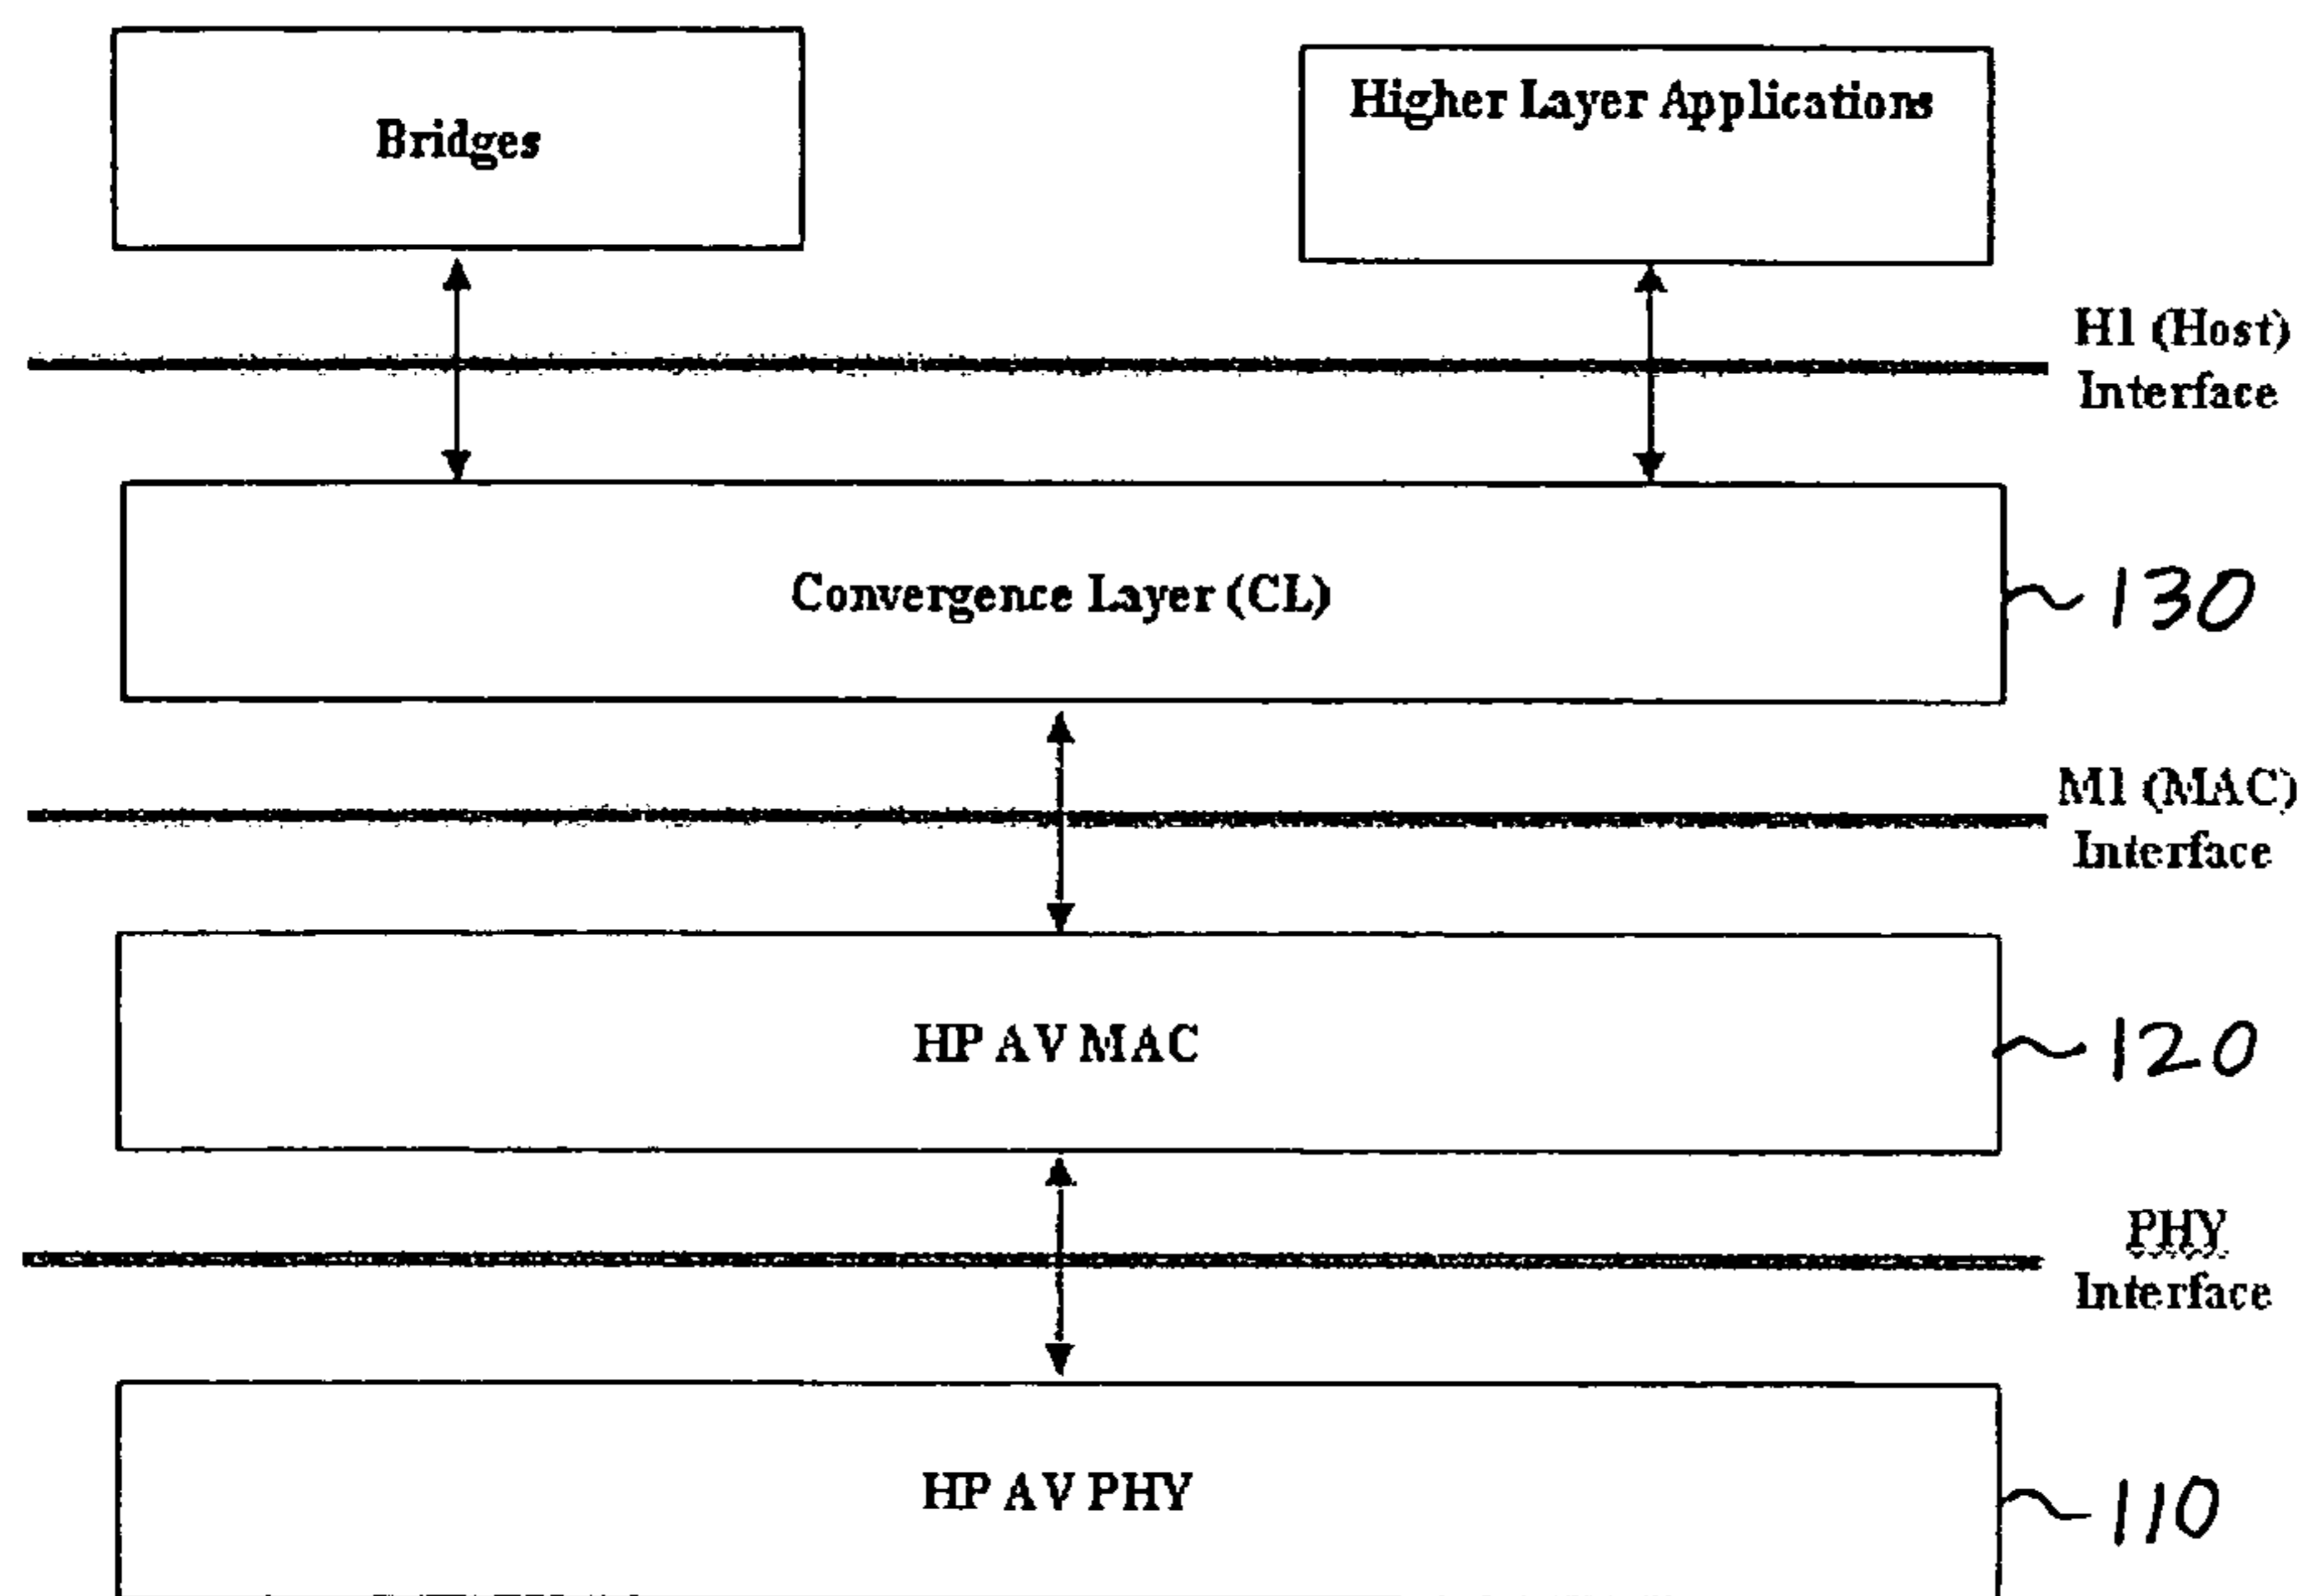 Bridges
Higher Layer Applications
H1 (Host)
Interface
Convergence Layer (CL)
130
M1 (MAC)
Interface
HP AV MAC
120
PHY
Interface
HP AV PHY
110